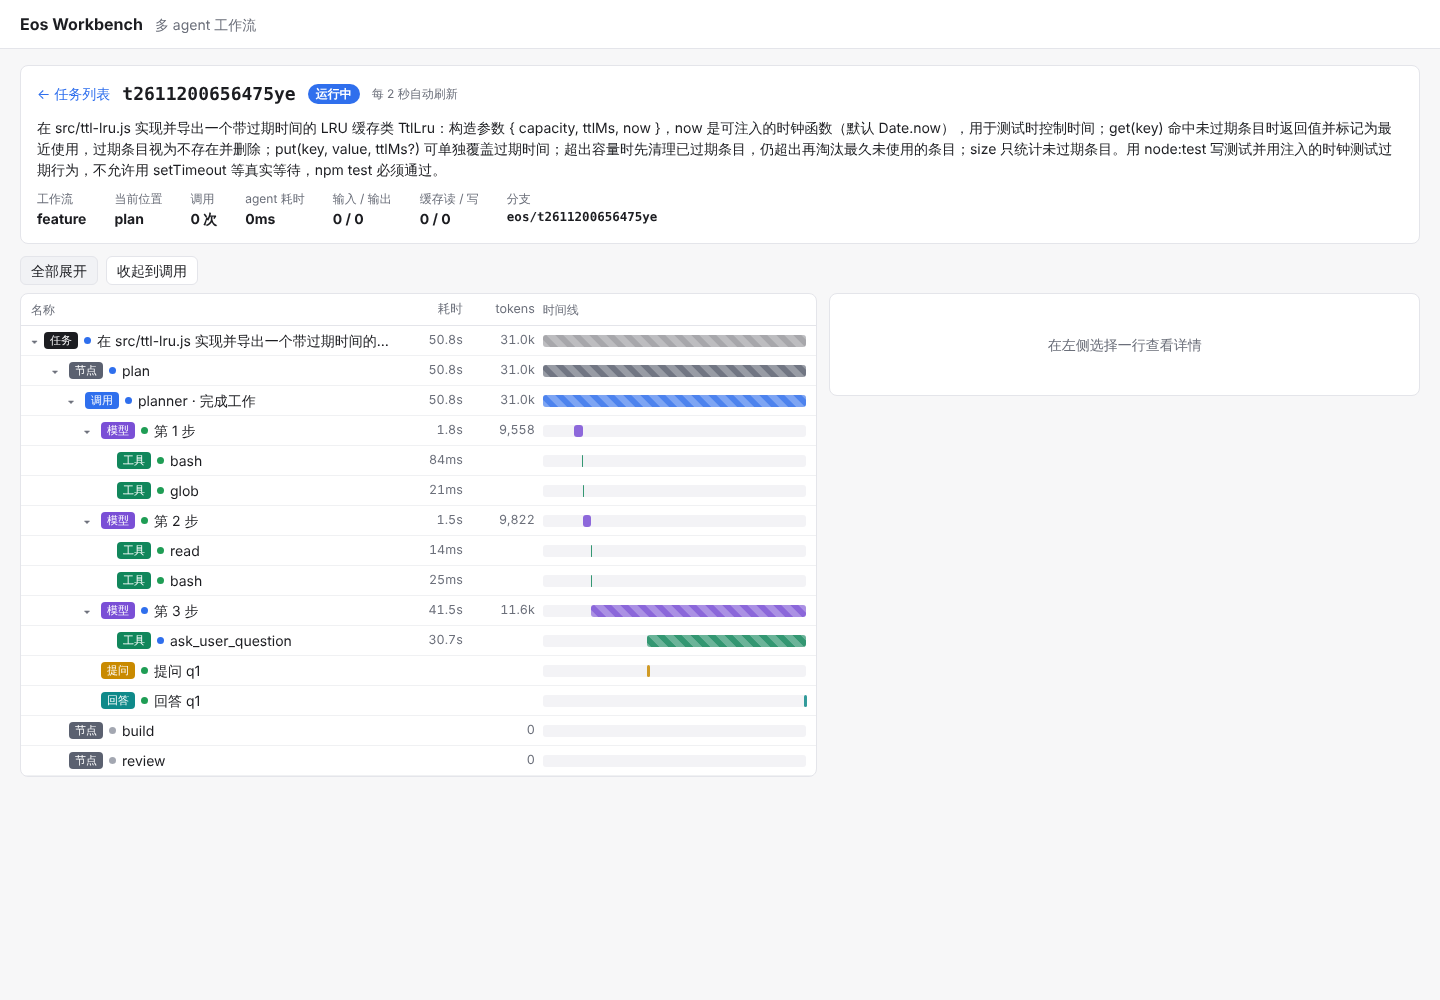 Eos Workbench 多 agent 工作流
← 任务列表 t2611200656475ye 运行中 每 2 秒自动刷新
在 src/ttl-lru.js 实现并导出一个带过期时间的 LRU 缓存类 TtlLru：构造参数 { capacity, ttlMs, now }，now 是可注入的时钟函数（默认 Date.now），用于测试时控制时间；get(key) 命中未过期条目时返回值并标记为最
近使用，过期条目视为不存在并删除；put(key, value, ttlMs?) 可单独覆盖过期时间；超出容量时先清理已过期条目，仍超出再淘汰最久未使用的条目；size 只统计未过期条目。用 node:test 写测试并用注入的时钟测试过
期行为，不允许用 setTimeout 等真实等待，npm test 必须通过。
工作流 当前位置 调用 agent 耗时 输入 / 输出 缓存读 / 写 分支
feature plan 0 次 0ms 0 / 0 0 / 0 eos/t2611200656475ye
全部展开 收起到调用
名称 耗时 tokens 时间线
任务 在 src/ttl-lru.js 实现并导出一个带过期时间的... 50.8s 31.0k
节点 plan 50.8s 31.0k
调用 planner · 完成工作 50.8s 31.0k
模型 第 1 步 1.8s 9,558
工具 bash 84ms
工具 glob 21ms
模型 第 2 步 1.5s 9,822
工具 read 14ms
工具 bash 25ms
模型 第 3 步 41.5s 11.6k
工具 ask_user_question 30.7s
提问 提问 q1
回答 回答 q1
节点 build 0
节点 review 0
在左侧选择一行查看详情